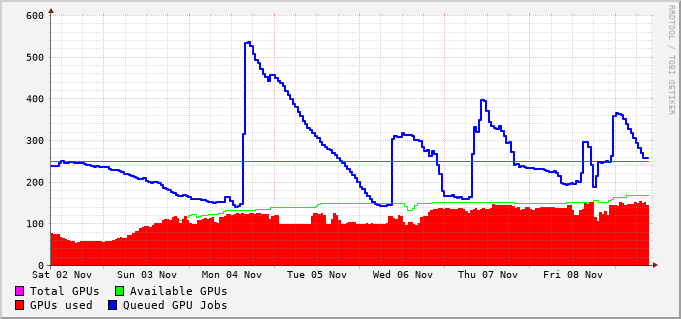 600
500
400
300
200
100
0
Sat 02 Nov Sun 03 Nov Mon 04 Nov Tue 05 Nov Wed 06 Nov Thu 07 Nov Fri 08 Nov
Total GPUs Available GPUs
GPUs used Queued GPU Jobs
RRDTOOL / TOBI OETIKER